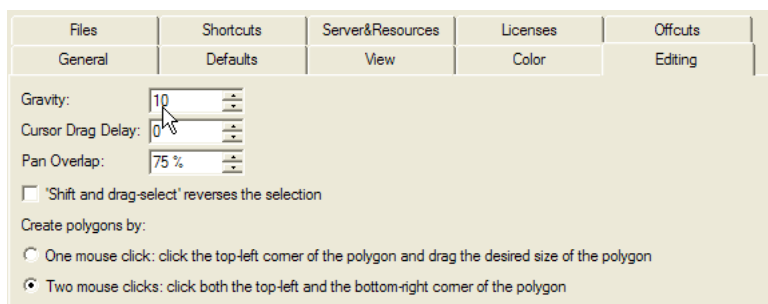 Files Shortcuts Server&Resources Licenses Offcuts
General Defaults View Color Editing
Gravity: 10
Cursor Drag Delay: 0
Pan Overlap: 75 %
'Shift and drag-select' reverses the selection
Create polygons by:
One mouse click: click the top-left corner of the polygon and drag the desired size of the polygon
Two mouse clicks: click both the top-left and the bottom-right corner of the polygon